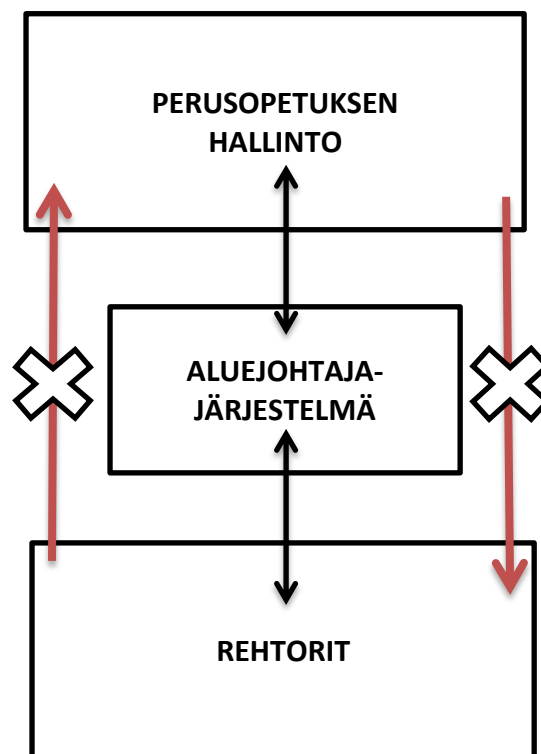 PERUSOPETUKSEN
HALLINTO
ALUEJOHTAJA-
JÄRJESTELMÄ
REHTORIT